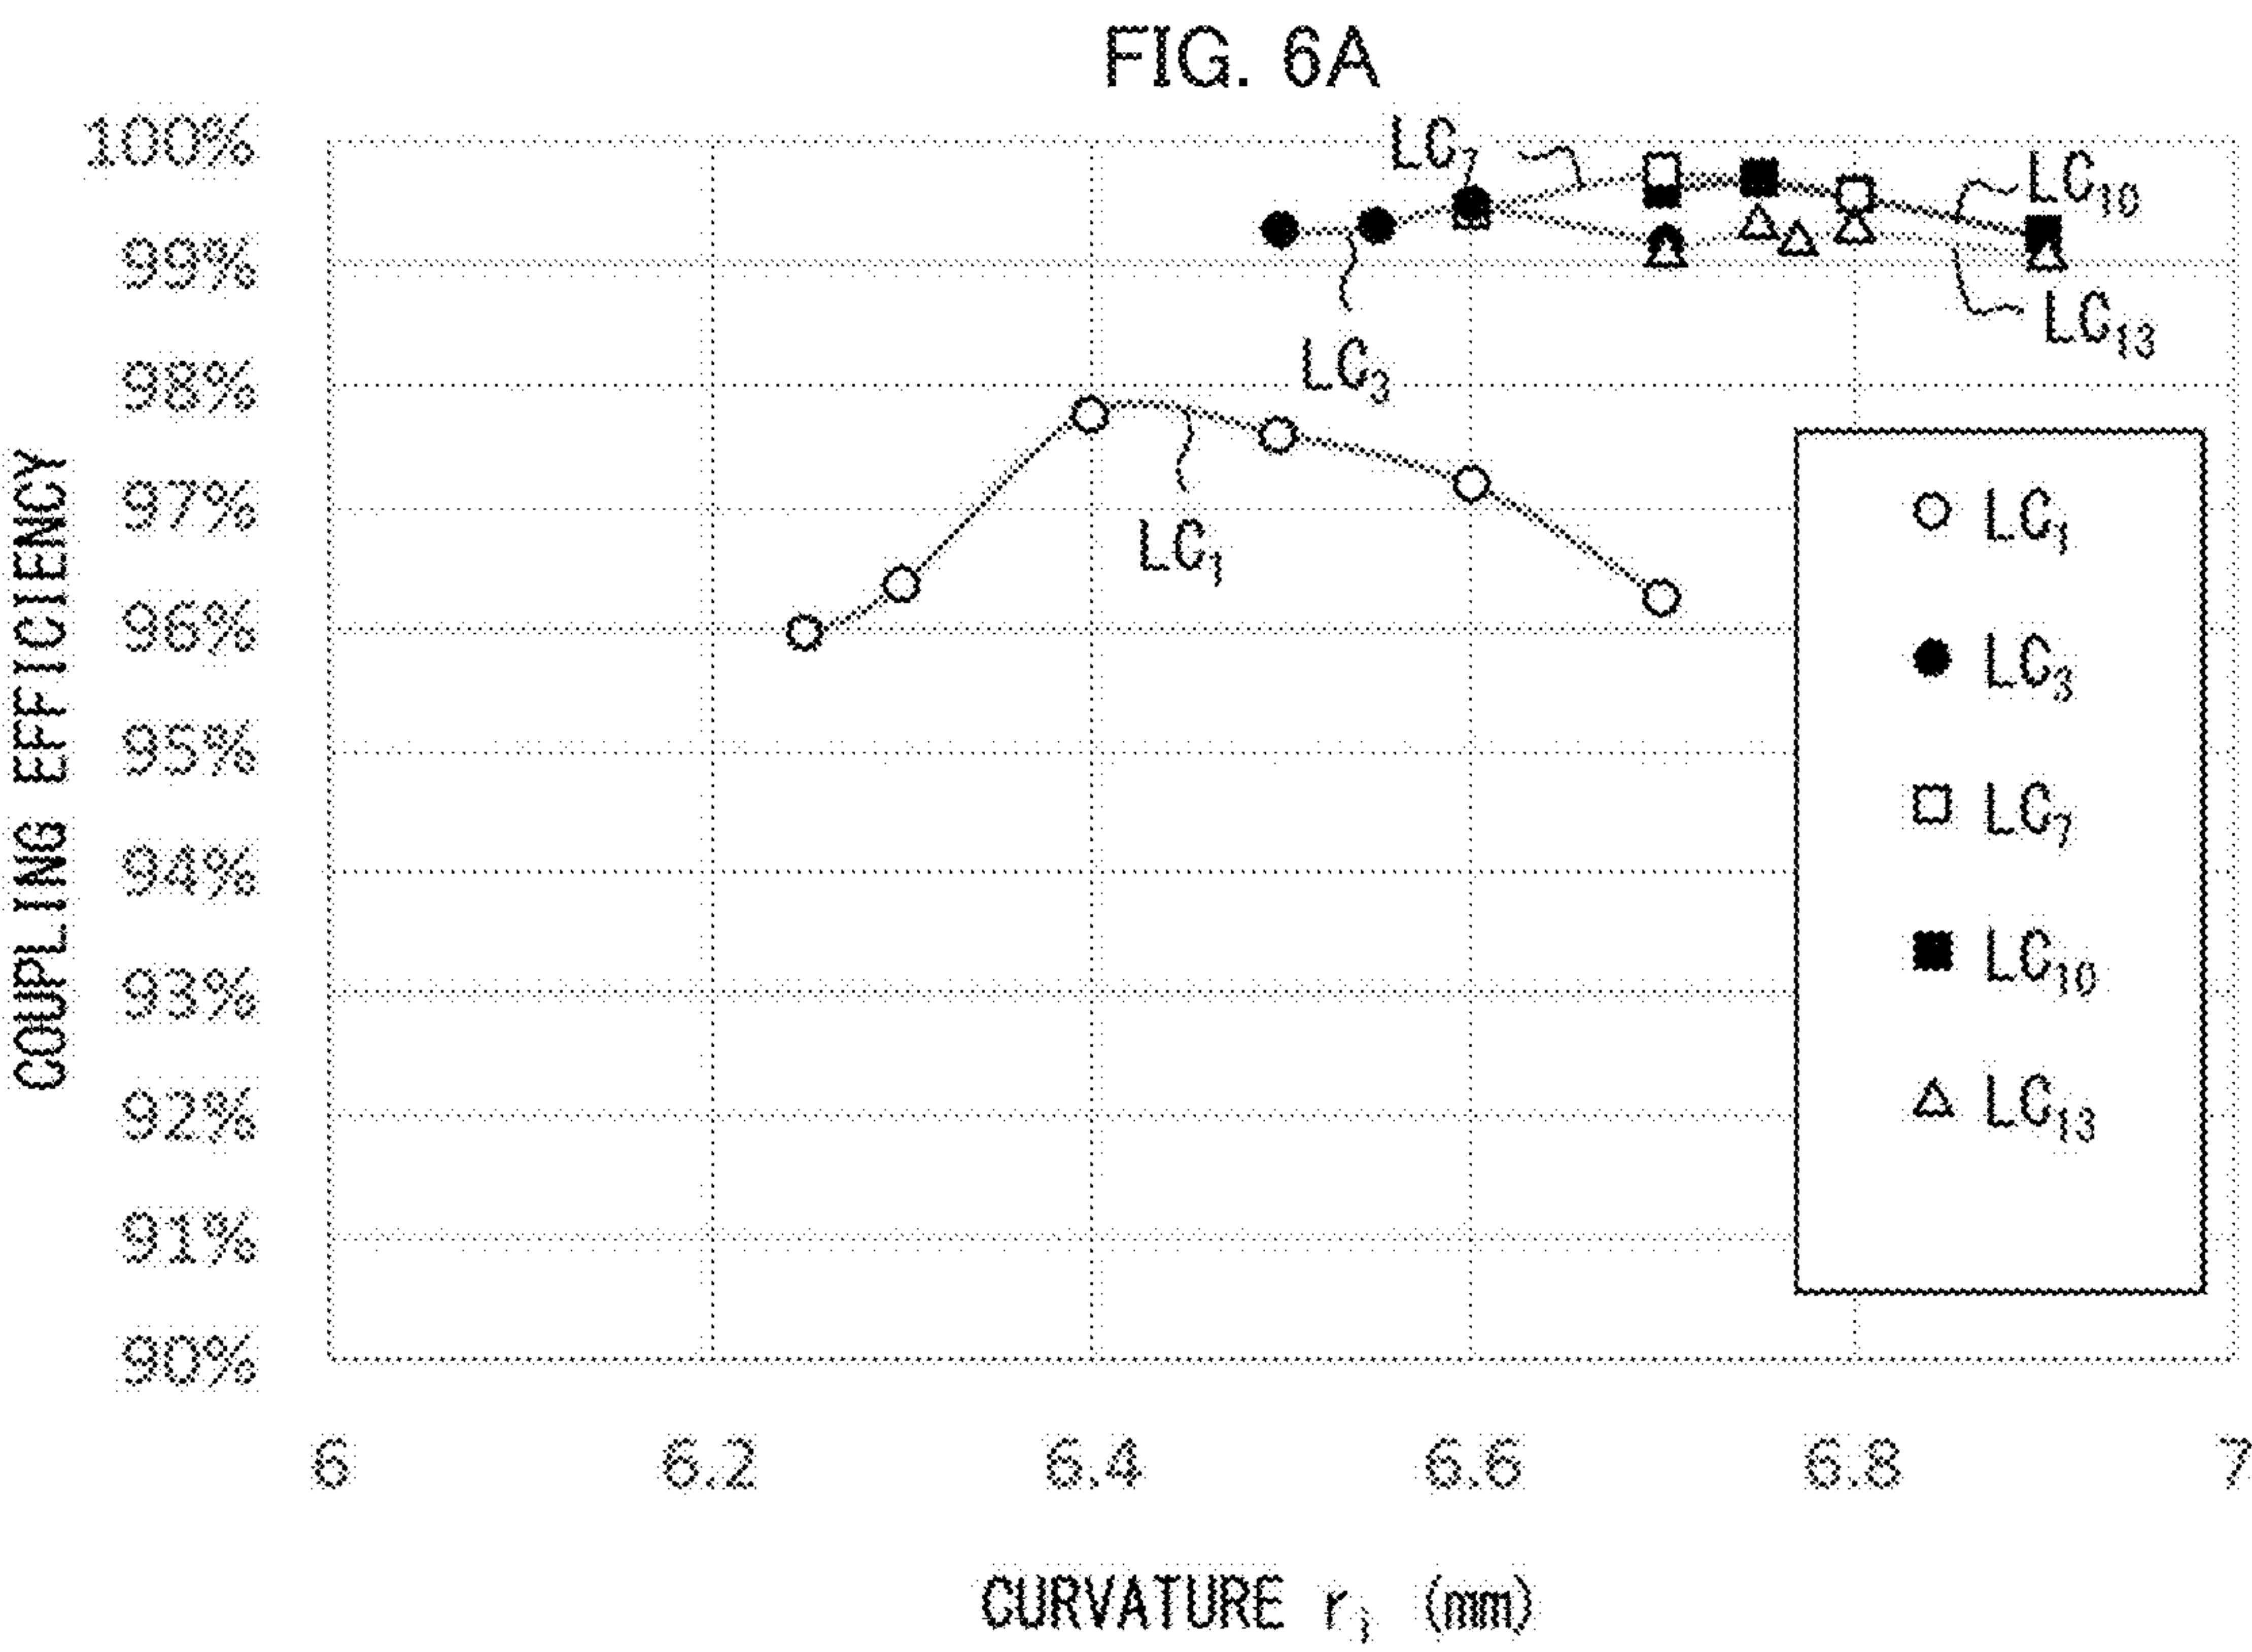 FIG. 6A
100%
99%
98%
97%
96%
95%
94%
93%
92%
91%
90%
COUPLING EFFICIENCY
LC₇
LC₁₀
LC₁₃
LC₃
LC₁
LC₁
LC₃
LC₇
LC₁₀
LC₁₃
6 6.2 6.4 6.6 6.8 7
CURVATURE rⱼ (mm)